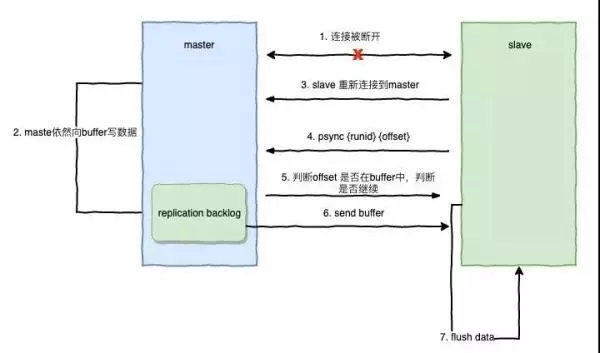 1. 连接被断开
master
slave
3. slave 重新连接到master
2. maste依然向buffer写数据
4. psync {runid} {offset}
5. 判断offset 是否在buffer中，判断
是否继续
replication backlog
6. send buffer
7. flush data